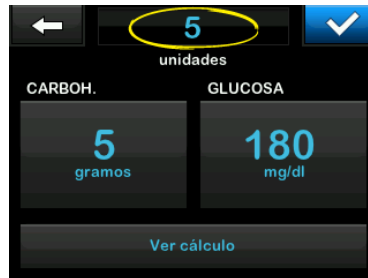 5
unidades
CARBOH.
GLUCOSA
5
180
gramos
mg/dl
Ver cálculo